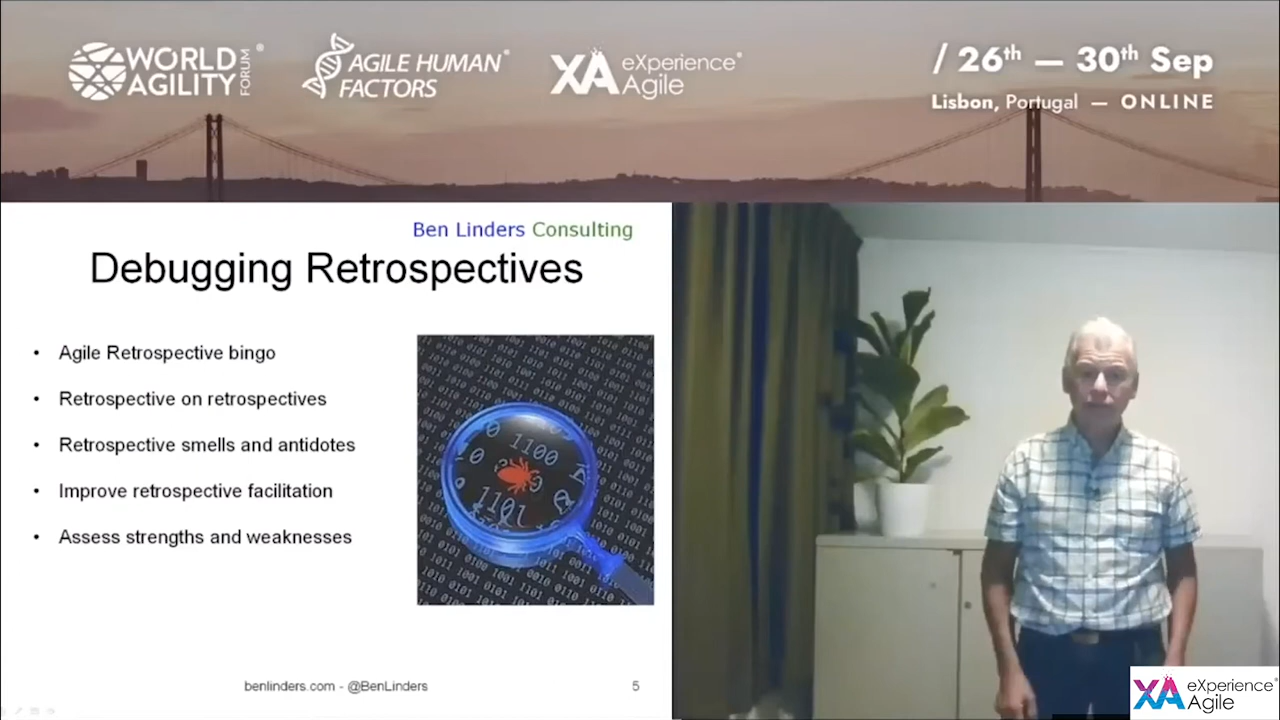 WORLD
AGILITY
FORUM
AGILE HUMAN
FACTORS
XA eXperience
Agile
/ 26th — 30th Sep
Lisbon, Portugal — ONLINE
Ben Linders Consulting
Debugging Retrospectives
• Agile Retrospective bingo
• Retrospective on retrospectives
• Retrospective smells and antidotes
• Improve retrospective facilitation
• Assess strengths and weaknesses
1100
1101
benlinders.com - @BenLinders
5
XA eXperience
Agile